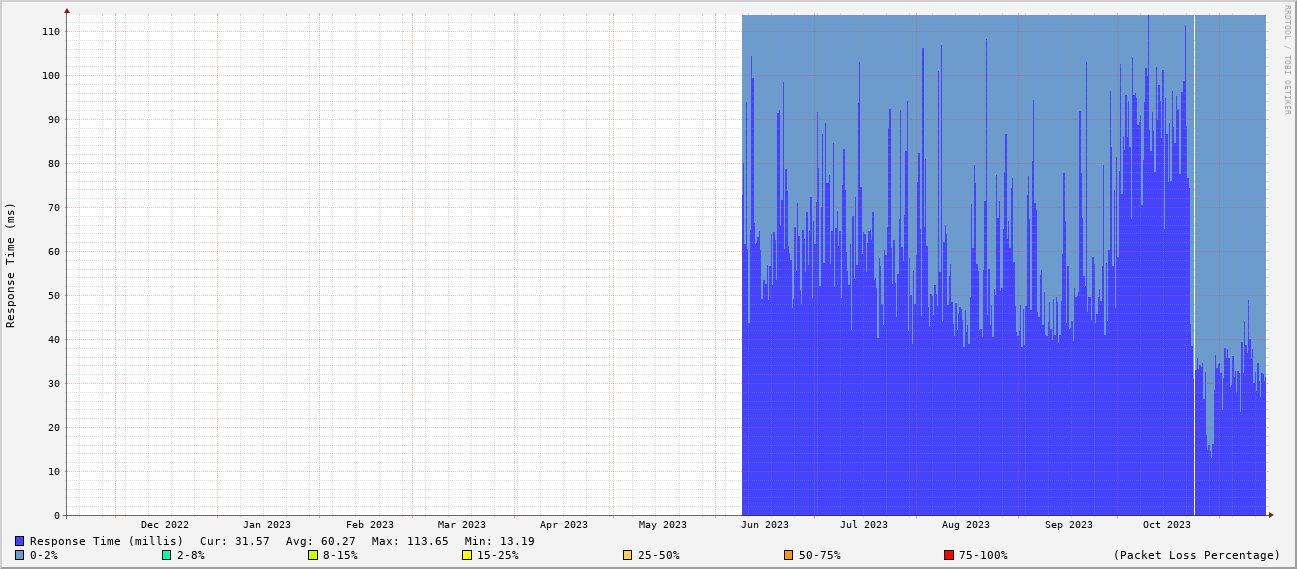 RRDTOOL / TOBI OETIKER
Response Time (ms)
110
100
90
80
70
60
50
40
30
20
10
0
Dec 2022 Jan 2023 Feb 2023 Mar 2023 Apr 2023 May 2023 Jun 2023 Jul 2023 Aug 2023 Sep 2023 Oct 2023
Response Time (millis) Cur: 31.57 Avg: 60.27 Max: 113.65 Min: 13.19
0-2% 2-8% 8-15% 15-25% 25-50% 50-75% 75-100% (Packet Loss Percentage)